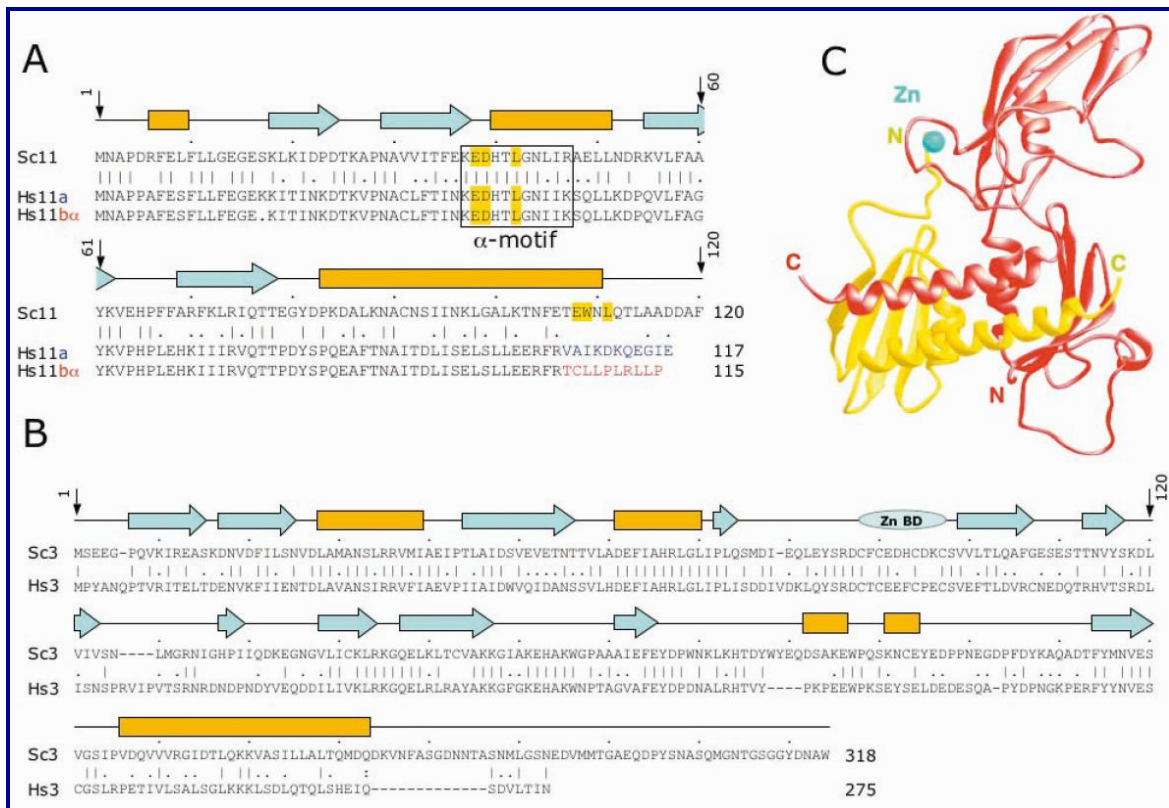 A
1
60
Sc11 MNAPDRFELFLLGEGESKLKIDPDTKAPNAVVITFEKEDHTLGNLIRAELLNDRKVLFAA
Hs11a MNAPPAFESFLLFEGEKKITINKDTKVPNACLFTINKEDHTLGNIIKSQLLKDPQVLFAG
Hs11bα MNAPPAFESFLLFEGE.KITINKDTKVPNACLFTINKEDHTLGNIIKSQLLKDPQVLFAG
α-motif
61
120
Sc11 YKVEHPFFARFKLRIQTTEGYDPKDALKNACNSIINKLGALKTNFETEWNLQTLAADDAF 120
Hs11a YKVPHPLEHKIIIRVQTTPDYSPQEAFTNAITDLISELSLLEERFRVAIKDKQEGIE 117
Hs11bα YKVPHPLEHKIIIRVQTTPDYSPQEAFTNAITDLISELSLLEERFRTCLLPLRLLP 115
C
Zn
N
C
C
N
B
1
120
Zn BD
Sc3 MSEEG-PQVKIREASKDNVDFILSNVDLAMANSLRRVMIAEIPTLAIDSVEVETNTTVLADEFIAHRLGLIPLQSMDI-EQLEYSRDCFCEDHCDKCSVVLTLQAFGESESTTNVYSKDL
Hs3 MPYANQPTVRITELTDENVKFIIENTDLAVANSIRRVFIAEVPIIAIDWVQIDANSSVLHDEFIAHRLGLIPLISDDIVDKLQYSRDCTCEEFCPECSVEFTLDVRCNEDQTRHVTSRDL
Sc3 VIVSN----LMGRNIGHPIIQDKEGNGVLICKLRKGQELKLTCVAKKGIAKEHAKWGPAAAIEFEYDPWNKLKHTDYWYEQDSAKEWPQSKNCEYEDPPNEGDPFDYKAQADTFYMNVES
Hs3 ISNSPRVIPVTSRNRDNDPNDYVEQDDILIVKLRKGQELRLRAYAKKGFGKEHAKWNPTAGVAFEYDPDNALRHTVY----PKPEEWPKSEYSELDEDESQA-PYDPNGKPERFYYNVES
Sc3 VGSIPVDQVVVRGIDTLQKKVASILLALTQMDQDKVNFASGDNNTASNMLGSNEDVMMTGAEQDPYSNASQMGNTGSGGYDNAW 318
Hs3 CGSLRPETIVLSALSGLKKKLSDLQTQLSHEIQ-------------SDVLTIN 275